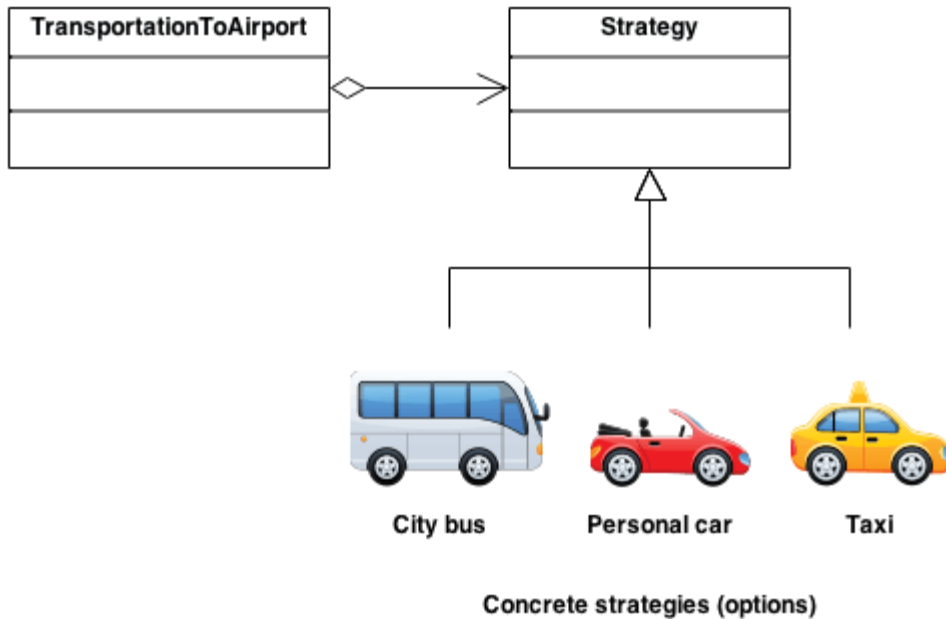 TransportationToAirport
Strategy
City bus
Personal car
Taxi
Concrete strategies (options)